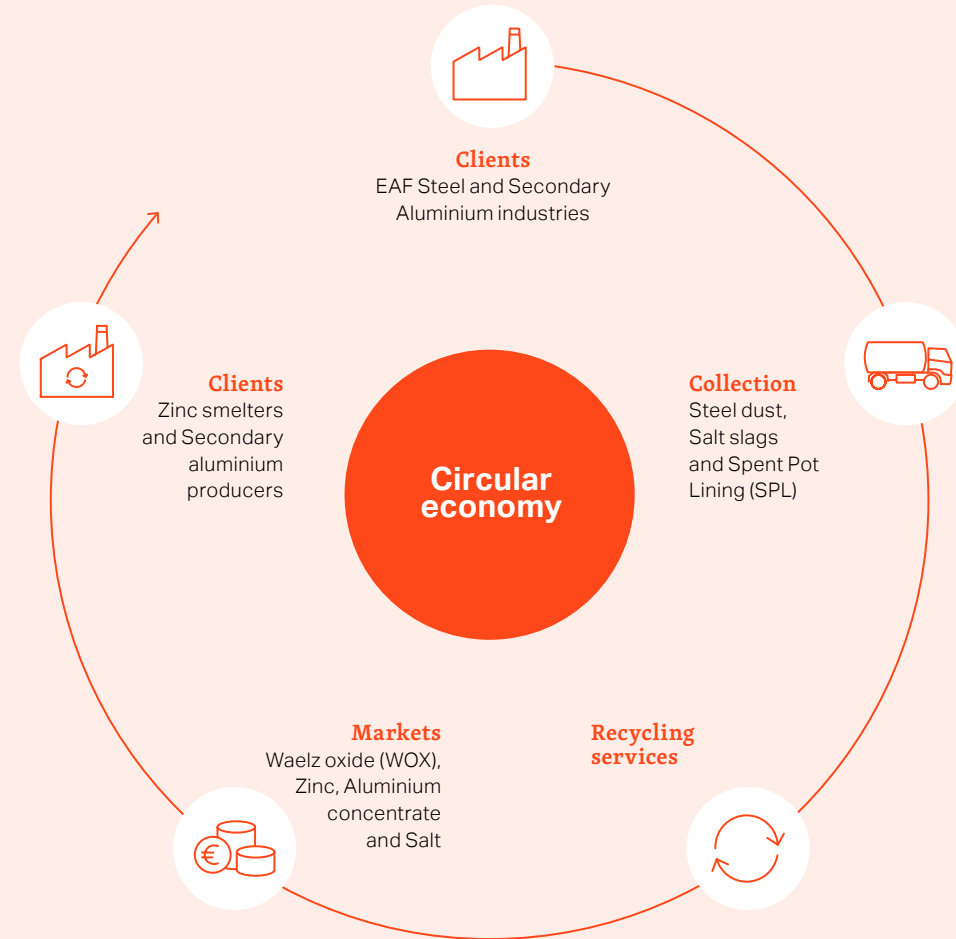 Clients
EAF Steel and Secondary
Aluminium industries
Collection
Steel dust,
Salt slags
and Spent Pot
Lining (SPL)
Recycling
services
Markets
Waelz oxide (WOX),
Zinc, Aluminium
concentrate
and Salt
€
Clients
Zinc smelters
and Secondary
aluminium
producers
Circular
economy